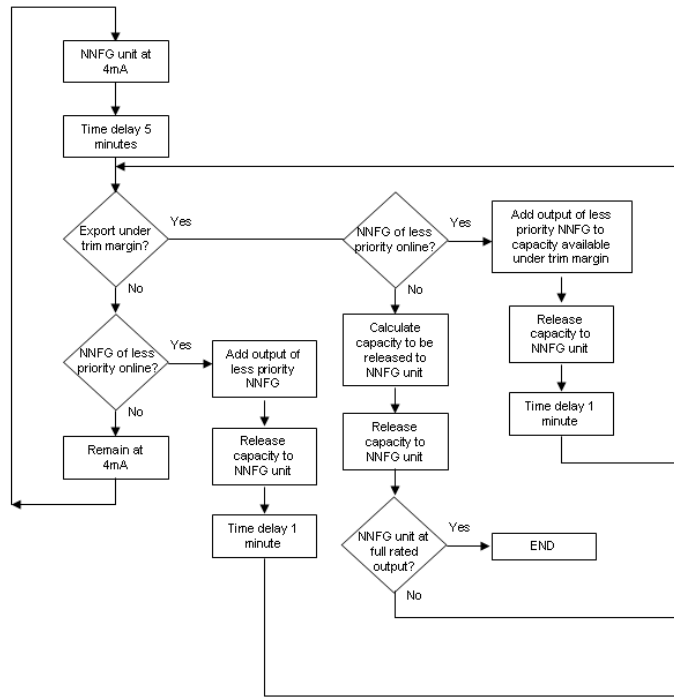 NNFG unit at
4mA
Time delay 5
minutes
Export under
trim margin?
Yes
No
NNFG of less
priority online?
Yes
No
Remain at
4mA
Add output of
less priority
NNFG
Release
capacity to
NNFG unit
Time delay 1
minute
NNFG of less
priority online?
Yes
No
Calculate
capacity to be
released to
NNFG unit
Release
capacity to
NNFG unit
NNFG unit at
full rated
output?
Yes
No
END
Add output of less
priority NNFG to
capacity available
under trim margin
Release
capacity to
NNFG unit
Time delay 1
minute